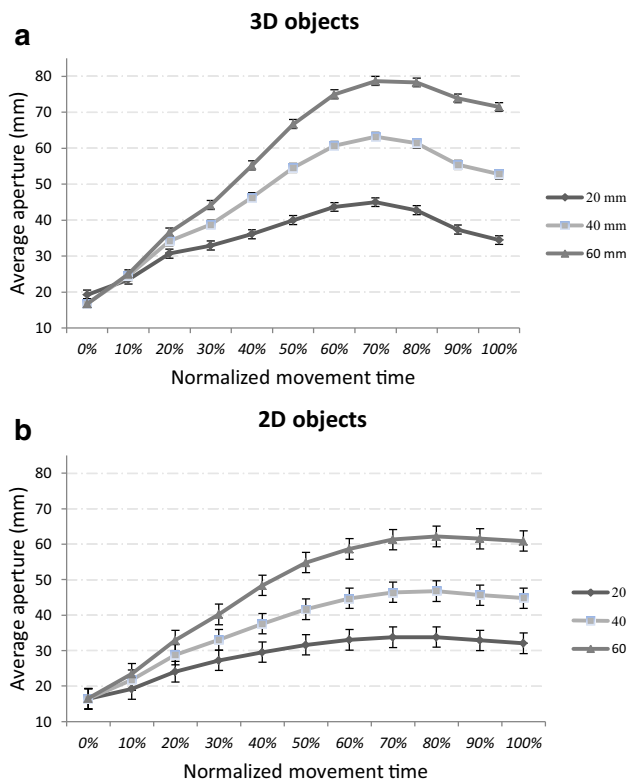 a
3D objects
80
70
60
50
40
30
20
10
Average aperture (mm)
0% 10% 20% 30% 40% 50% 60% 70% 80% 90% 100%
Normalized movement time
20 mm
40 mm
60 mm
b
2D objects
80
70
60
50
40
30
20
10
Average aperture (mm)
0% 10% 20% 30% 40% 50% 60% 70% 80% 90% 100%
Normalized movement time
20
40
60